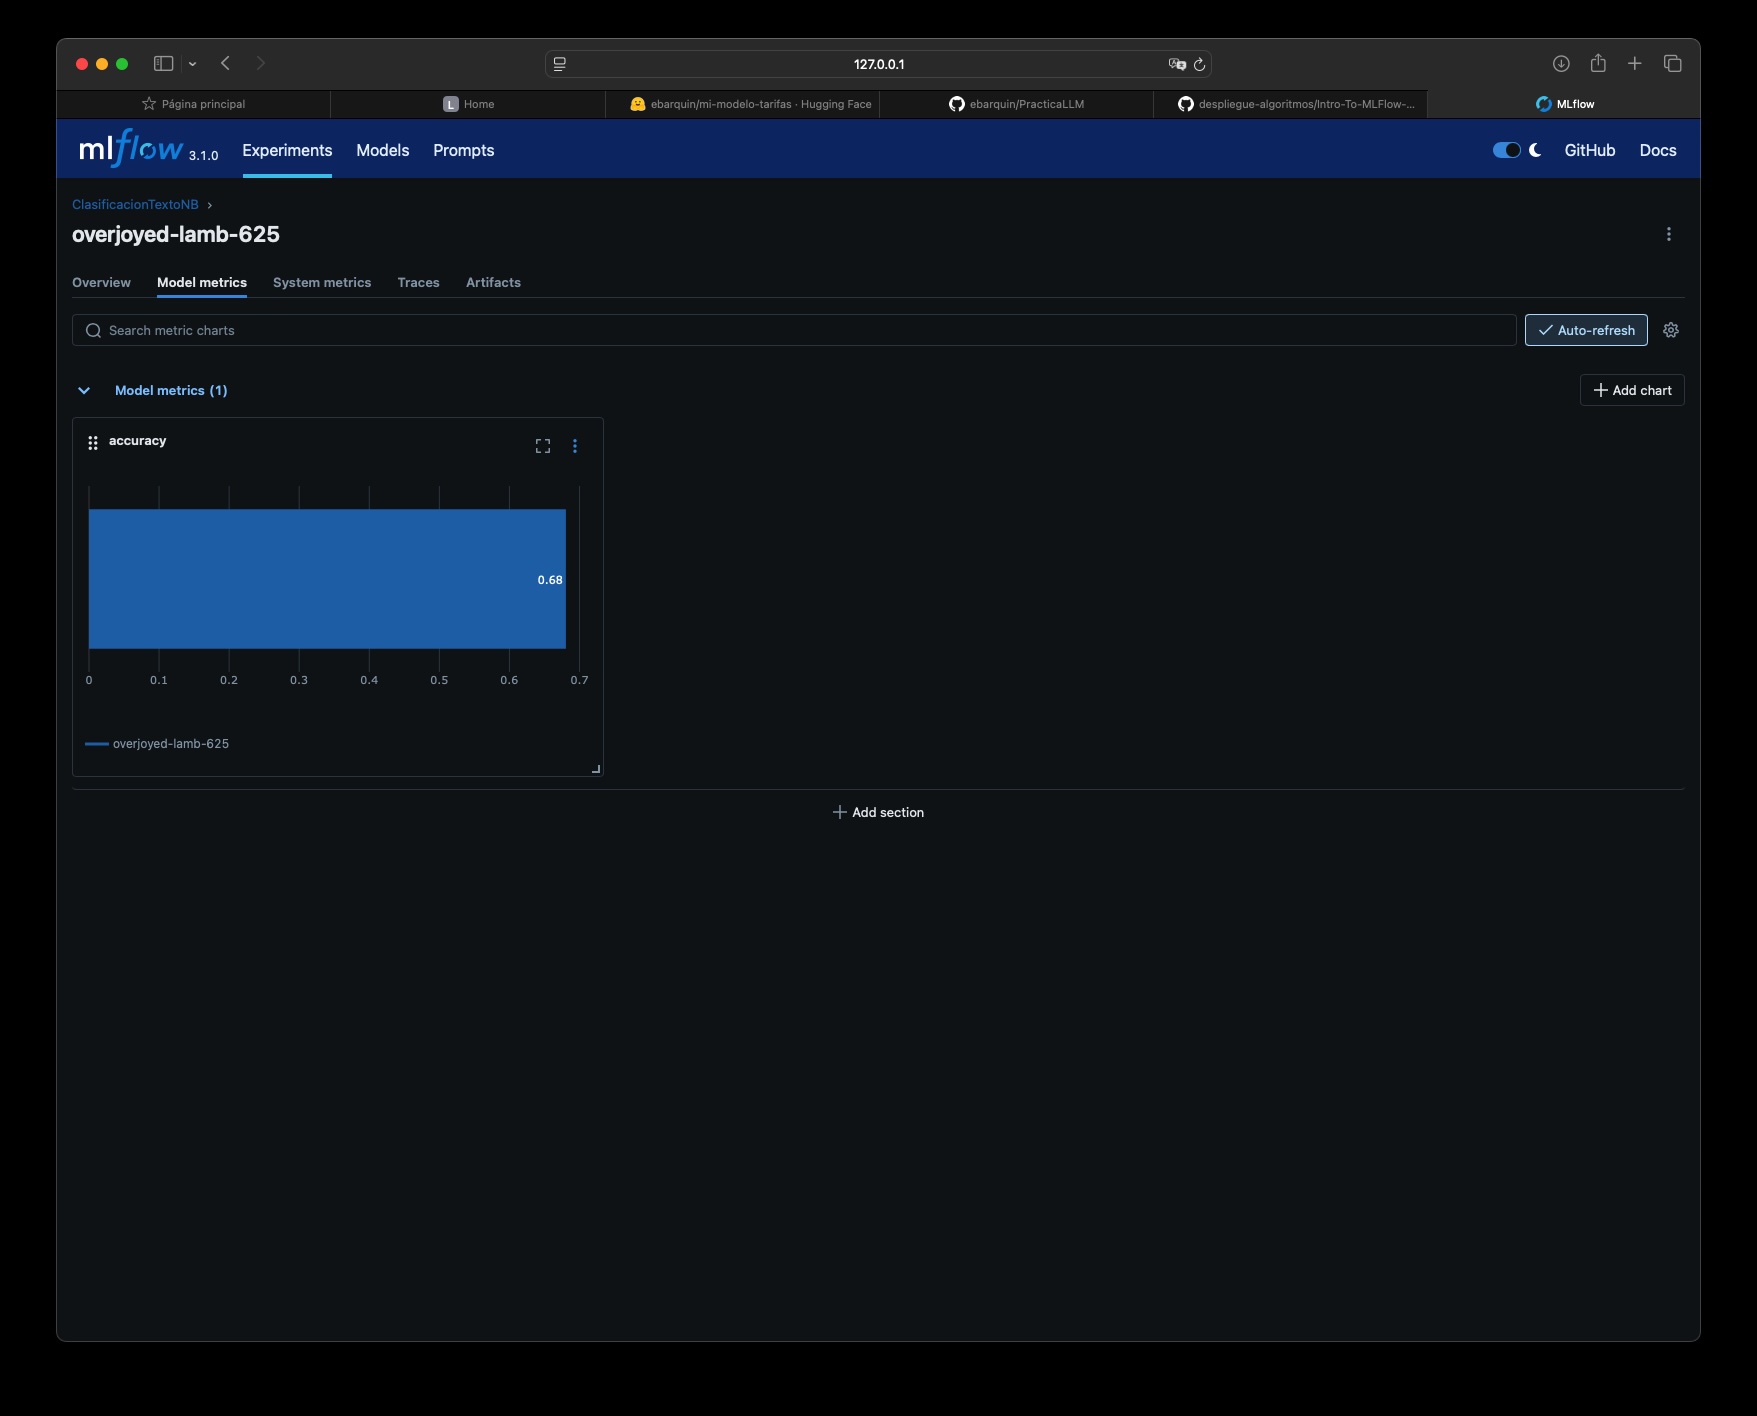 127.0.0.1
Página principal
L Home
ebarquin/mi-modelo-tarifas · Hugging Face
ebarquin/PracticaLLM
despliegue-algoritmos/Intro-To-MLFlow-...
MLflow
mlflow 3.1.0 Experiments Models Prompts GitHub Docs
ClasificacionTextoNB ›
overjoyed-lamb-625
Overview Model metrics System metrics Traces Artifacts
Search metric charts Auto-refresh
Model metrics (1) Add chart
accuracy
0.68
0 0.1 0.2 0.3 0.4 0.5 0.6 0.7
overjoyed-lamb-625
Add section